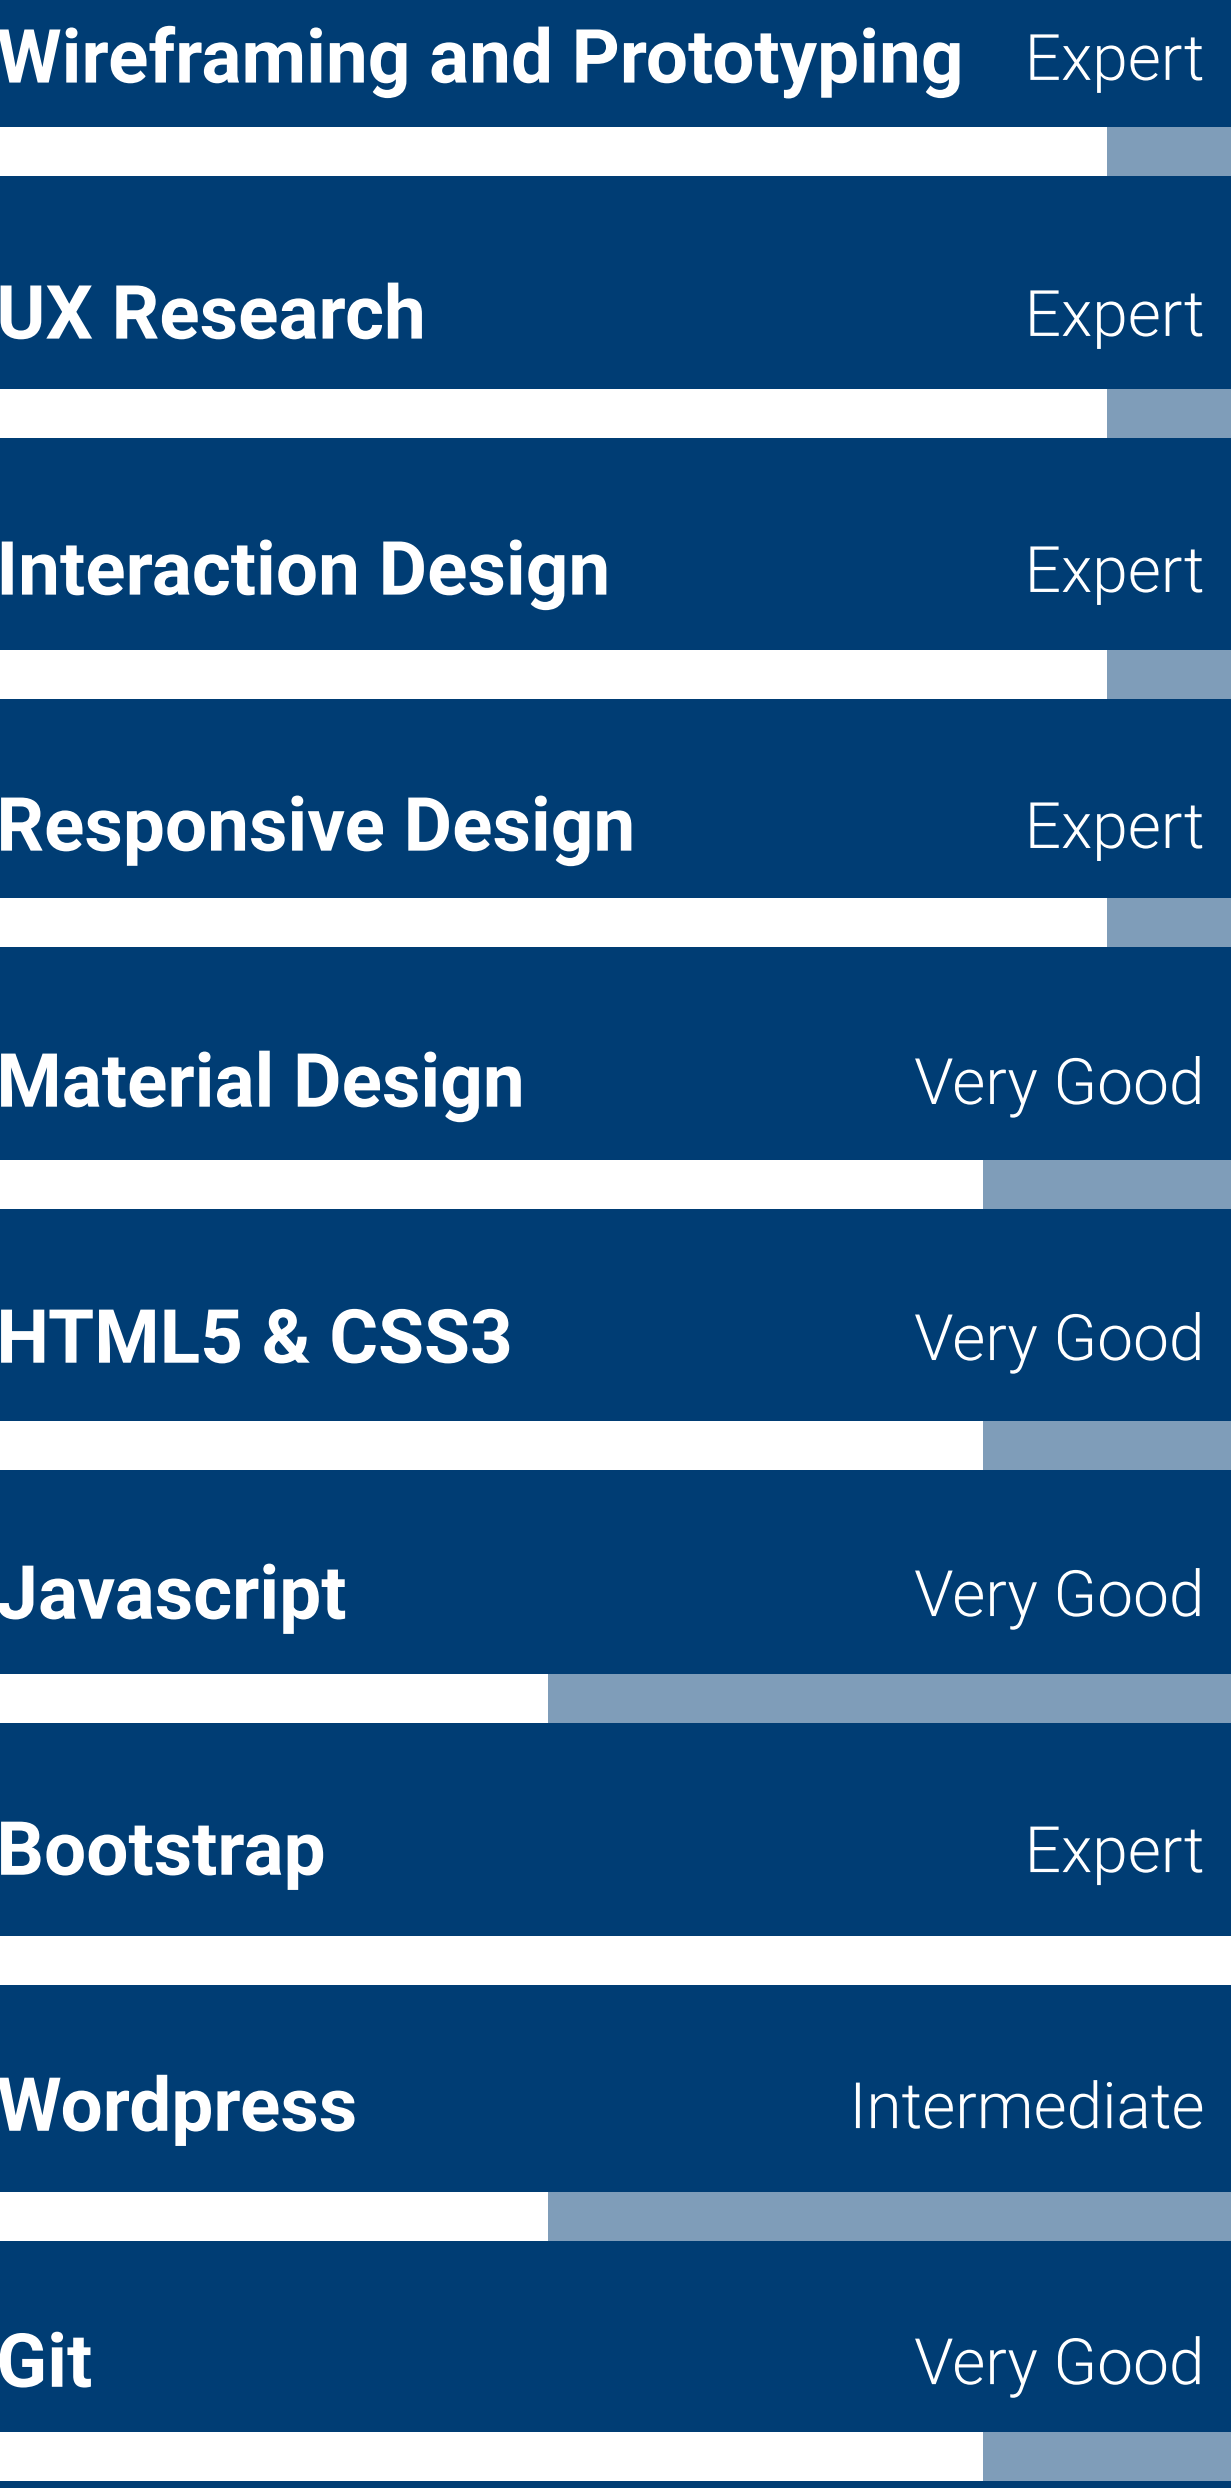 Wireframing and Prototyping Expert
UX Research Expert
Interaction Design Expert
Responsive Design Expert
Material Design Very Good
HTML5 & CSS3 Very Good
Javascript Very Good
Bootstrap Expert
Wordpress Intermediate
Git Very Good